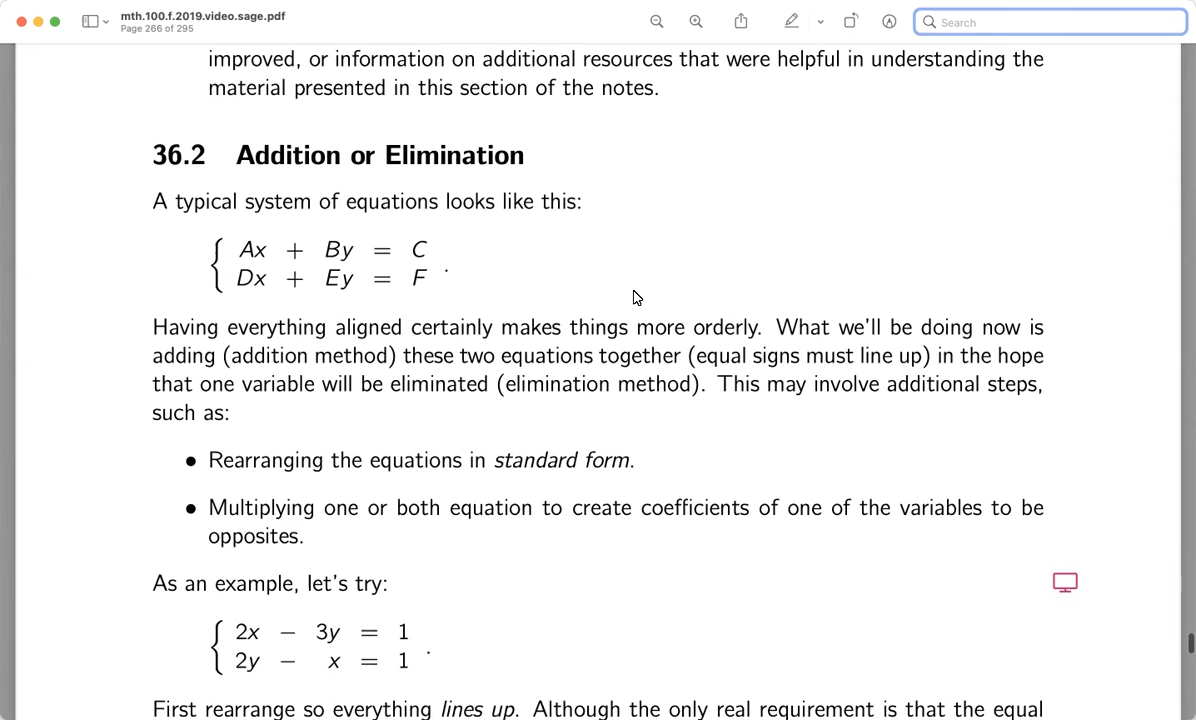 mth.100.f.2019.video.sage.pdf
Page 266 of 295
Search
improved, or information on additional resources that were helpful in understanding the
material presented in this section of the notes.
36.2 Addition or Elimination
A typical system of equations looks like this:
Ax + By = C
Dx + Ey = F .
Having everything aligned certainly makes things more orderly. What we'll be doing now is
adding (addition method) these two equations together (equal signs must line up) in the hope
that one variable will be eliminated (elimination method). This may involve additional steps,
such as:
• Rearranging the equations in standard form.
• Multiplying one or both equation to create coefficients of one of the variables to be
opposites.
As an example, let's try:
2x − 3y = 1
2y − x = 1 .
First rearrange so everything lines up. Although the only real requirement is that the equal